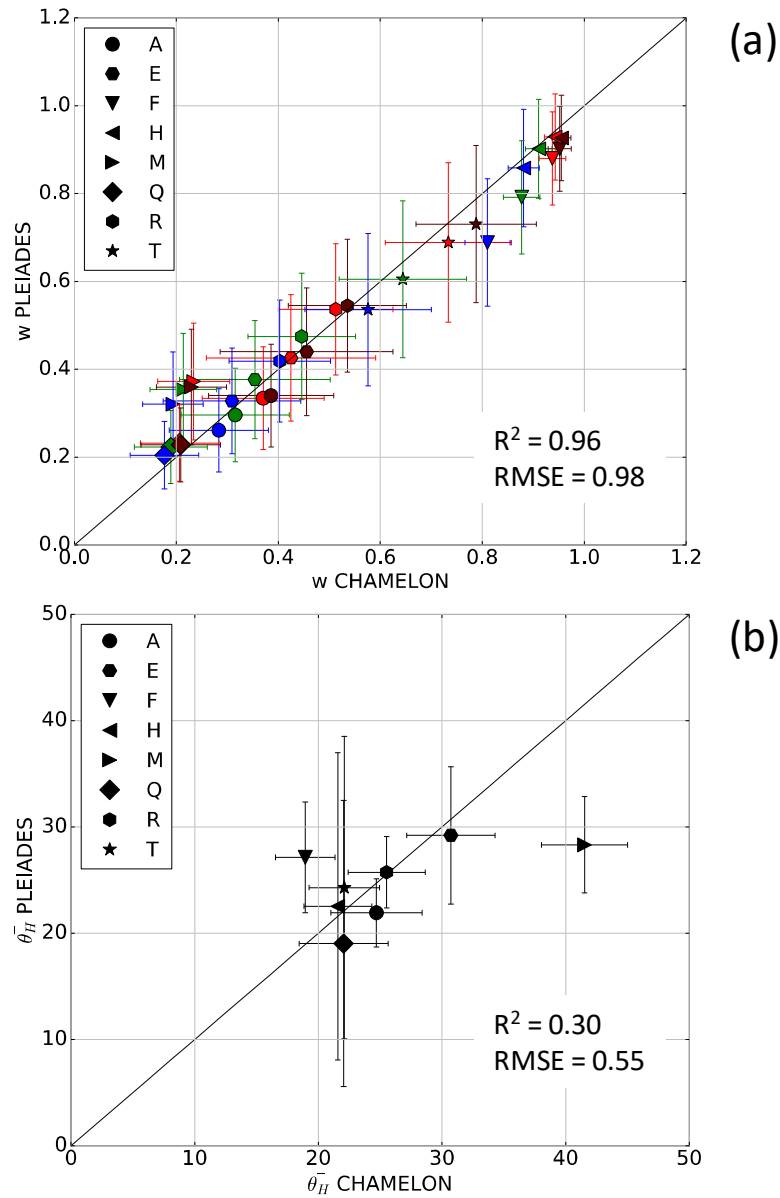 (a)
1.2
1.0
0.8
0.6
0.4
0.2
0.0
w PLEIADES
A
E
F
H
M
Q
R
T
R² = 0.96
RMSE = 0.98
0.0 0.2 0.4 0.6 0.8 1.0 1.2
w CHAMELON
(b)
50
40
30
20
10
0
θ̄_H PLEIADES
A
E
F
H
M
Q
R
T
R² = 0.30
RMSE = 0.55
0 10 20 30 40 50
θ̄_H CHAMELON